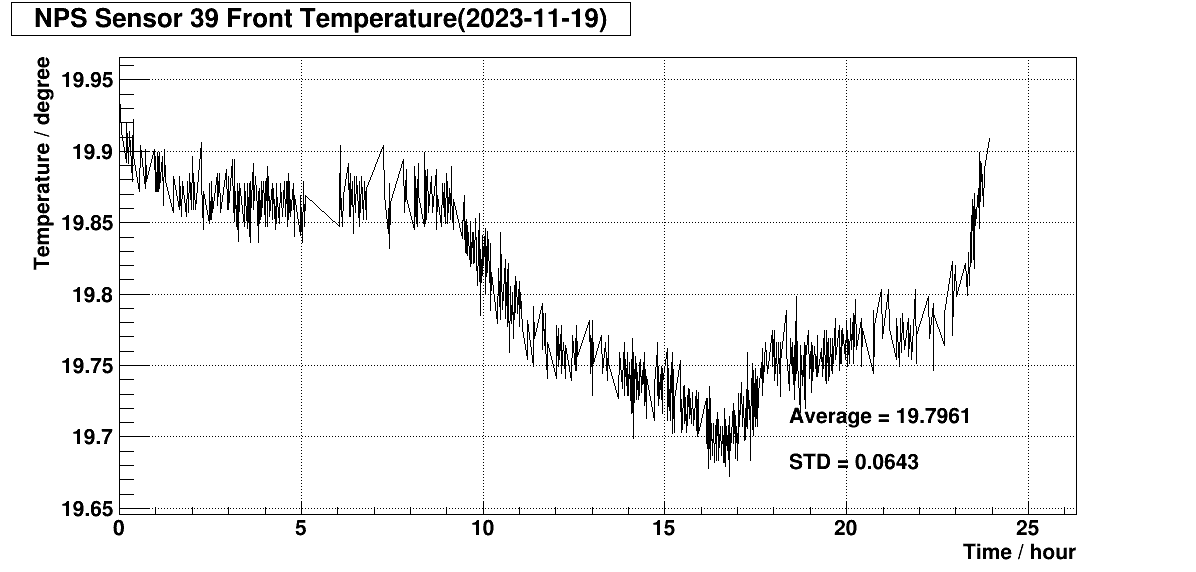 NPS Sensor 39 Front Temperature(2023-11-19)
Temperature / degree
19.95
19.9
19.85
19.8
19.75
19.7
19.65
Average = 19.7961
STD = 0.0643
0 5 10 15 20 25
Time / hour